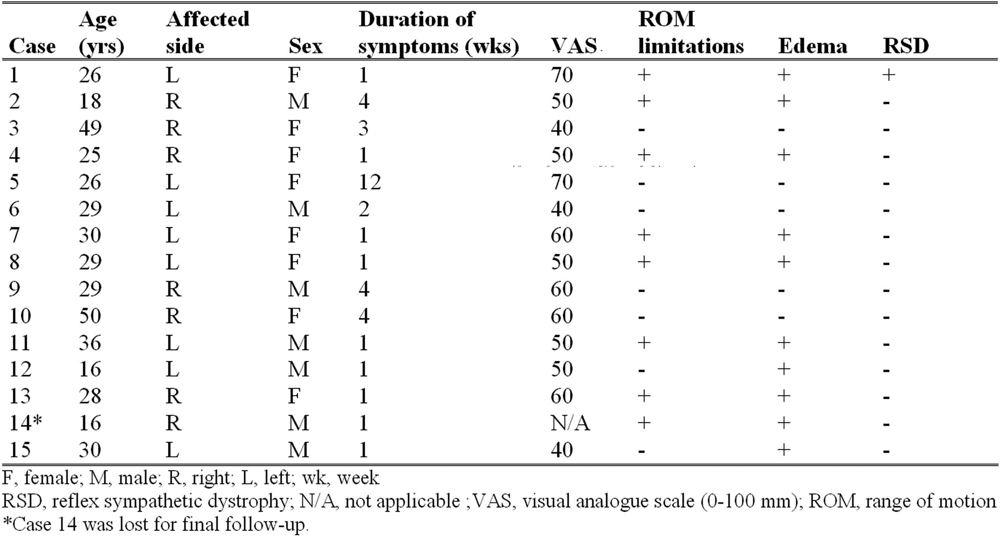 Age Affected Duration of ROM
Case (yrs) side Sex symptoms (wks) VAS limitations Edema RSD
1 26 L F 1 70 + + +
2 18 R M 4 50 + + -
3 49 R F 3 40 - - -
4 25 R F 1 50 + + -
5 26 L F 12 70 - - -
6 29 L M 2 40 - - -
7 30 L F 1 60 + + -
8 29 L F 1 50 + + -
9 29 R M 4 60 - - -
10 50 R F 4 60 - - -
11 36 L M 1 50 + + -
12 16 L M 1 50 - + -
13 28 R F 1 60 + + -
14* 16 R M 1 N/A + + -
15 30 L M 1 40 - + -
F, female; M, male; R, right; L, left; wk, week
RSD, reflex sympathetic dystrophy; N/A, not applicable ;VAS, visual analogue scale (0-100 mm); ROM, range of motion
*Case 14 was lost for final follow-up.